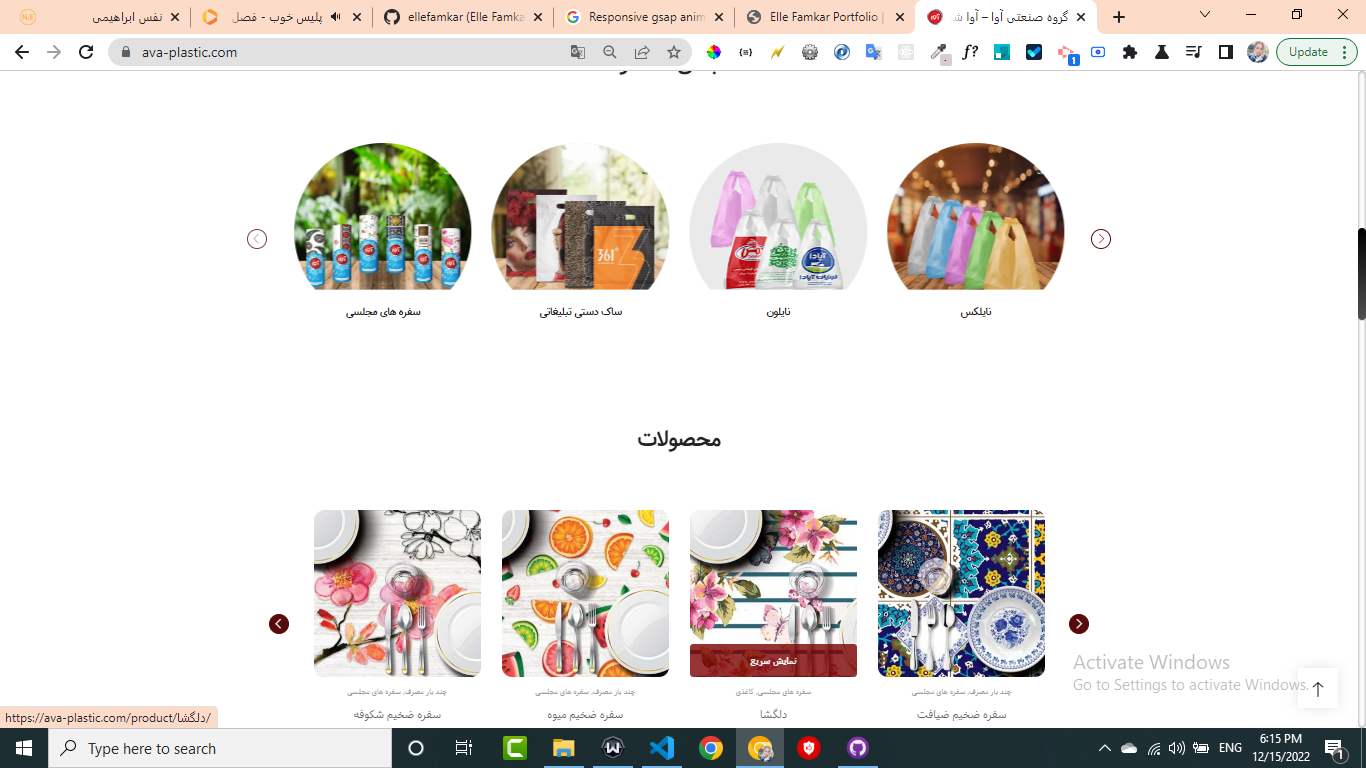 نفس ابراهیمی
پلیس خوب - فصل
ellefamkar (Elle Famka
Responsive gsap anim
Elle Famkar Portfolio |
گروه صنعتی آوا – آوا
ava-plastic.com
Update
سفره های مجلسی
ساک دستی تبلیغاتی
نایلون
نایلکس
361°
محصولات
نمایش سریع
چند بار مصرف, سفره های مجلسی
چند بار مصرف, سفره های مجلسی
سفره های مجلسی, کاغذی
چند بار مصرف, سفره های مجلسی
سفره ضخیم شکوفه
سفره ضخیم میوه
دلگشا
سفره ضخیم ضیافت
Activate Windows
Go to Settings to activate Windows.
https://ava-plastic.com/product/دلگشا/
Type here to search
ENG
6:15 PM
12/15/2022
1